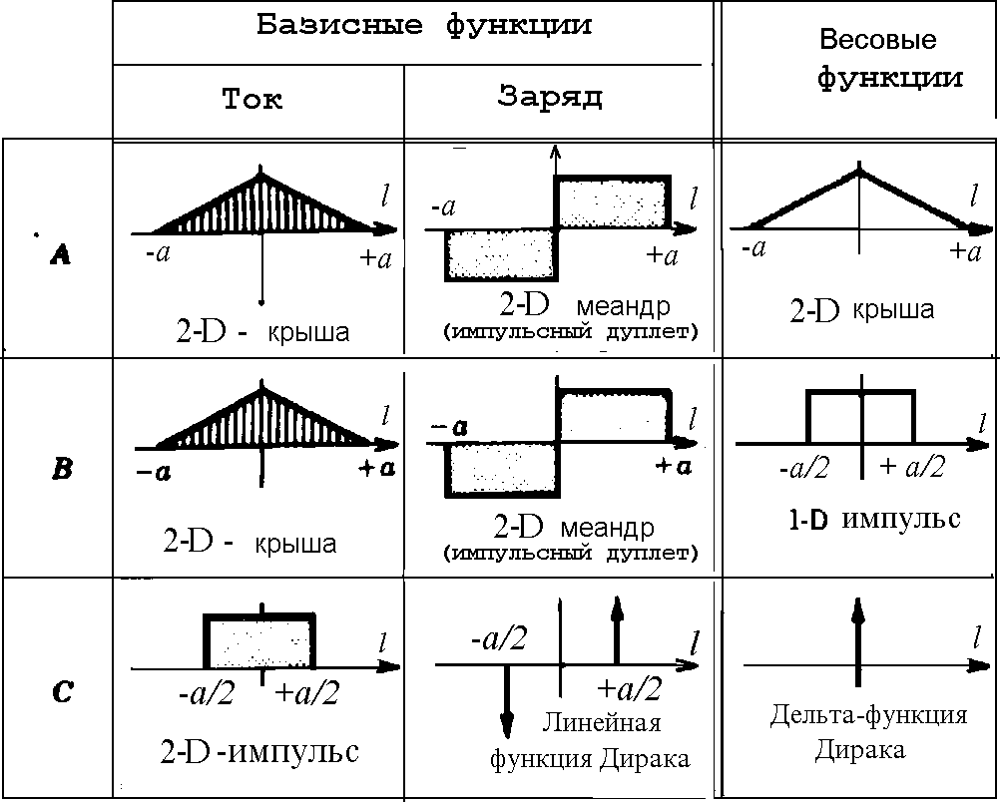 Базисные функции
Весовые
функции
Ток
Заряд
A
l
-a
+a
2-D - крыша
-a
l
+a
2-D меандр
(импульсный дуплет)
l
-a
+a
2-D крыша
B
l
-a
+a
2-D - крыша
-a
l
+a
2-D меандр
(импульсный дуплет)
l
-a/2
+ a/2
1-D импульс
C
l
-a/2
+a/2
2-D -импульс
-a/2
l
+a/2
Линейная
функция Дирака
l
Дельта-функция
Дирака